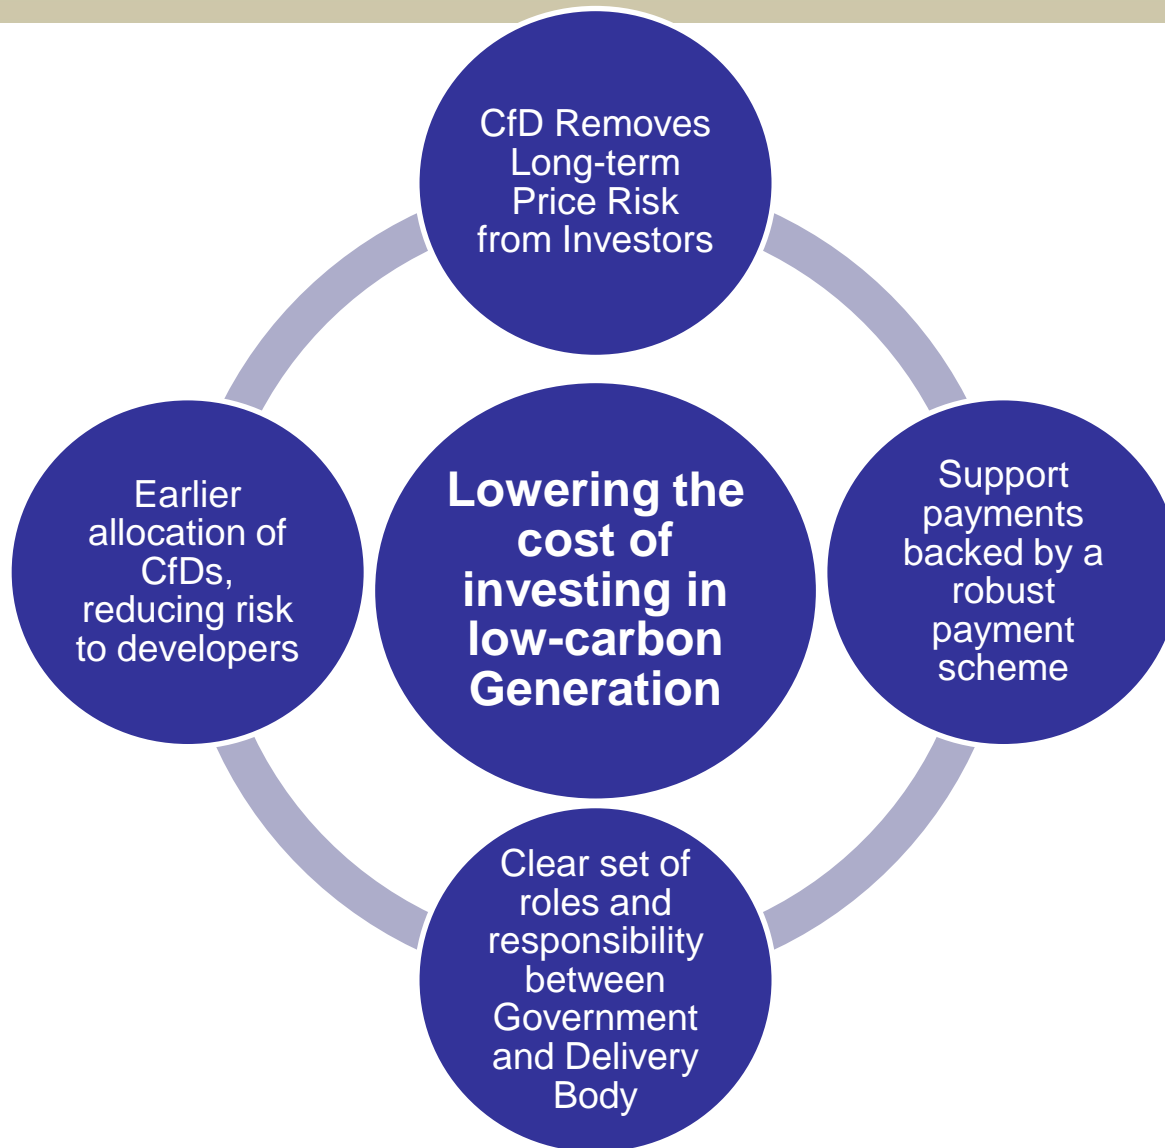 CfD Removes
Long-term
Price Risk
from Investors
Earlier
allocation of
CfDs,
reducing risk
to developers
Lowering the
cost of
investing in
low-carbon
Generation
Support
payments
backed by a
robust
payment
scheme
Clear set of
roles and
responsibility
between
Government
and Delivery
Body